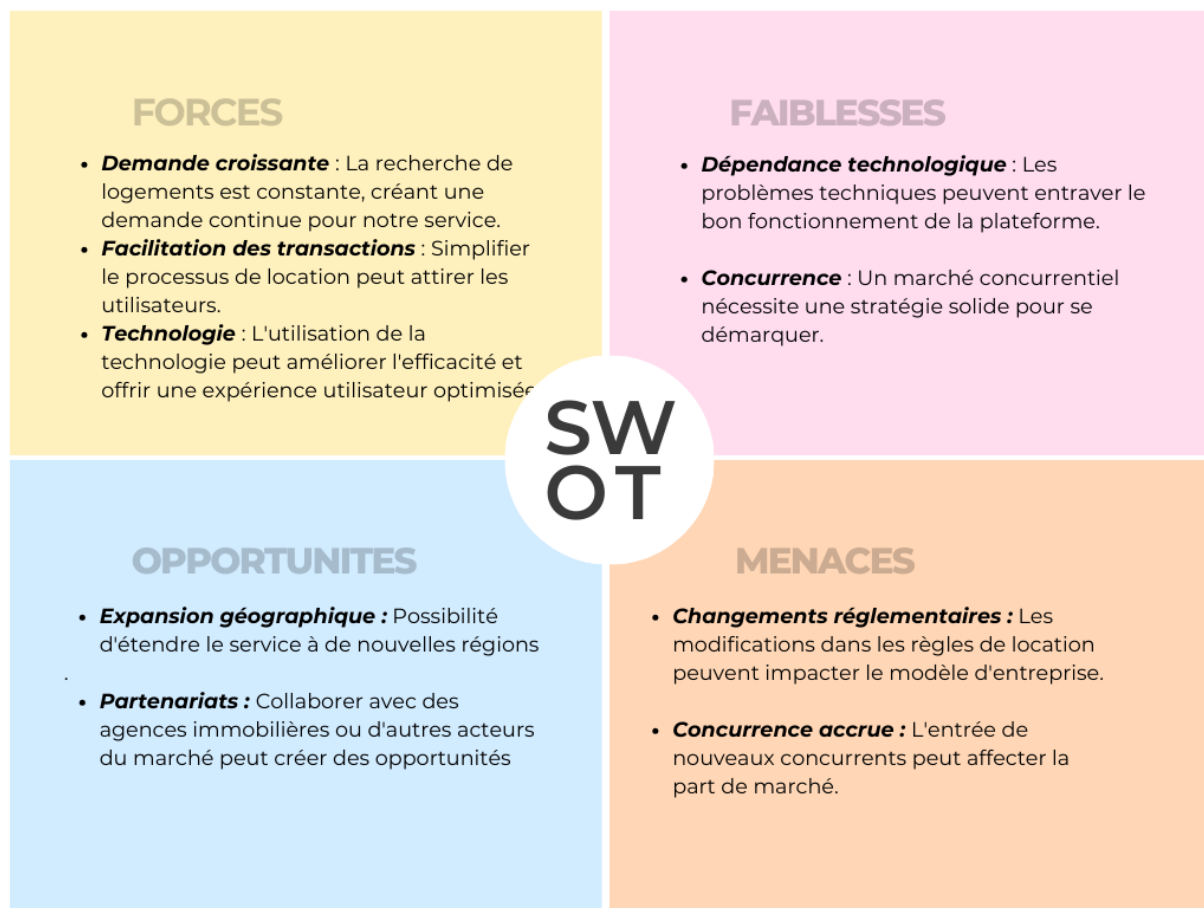 FORCES
• Demande croissante : La recherche de
logements est constante, créant une
demande continue pour notre service.
• Facilitation des transactions : Simplifier
le processus de location peut attirer les
utilisateurs.
• Technologie : L'utilisation de la
technologie peut améliorer l'efficacité et
offrir une expérience utilisateur optimisée
FAIBLESSES
• Dépendance technologique : Les
problèmes techniques peuvent entraver le
bon fonctionnement de la plateforme.
• Concurrence : Un marché concurrentiel
nécessite une stratégie solide pour se
démarquer.
SW
OT
OPPORTUNITES
• Expansion géographique : Possibilité
d'étendre le service à de nouvelles régions
.
• Partenariats : Collaborer avec des
agences immobilières ou d'autres acteurs
du marché peut créer des opportunités
MENACES
• Changements réglementaires : Les
modifications dans les règles de location
peuvent impacter le modèle d'entreprise.
• Concurrence accrue : L'entrée de
nouveaux concurrents peut affecter la
part de marché.